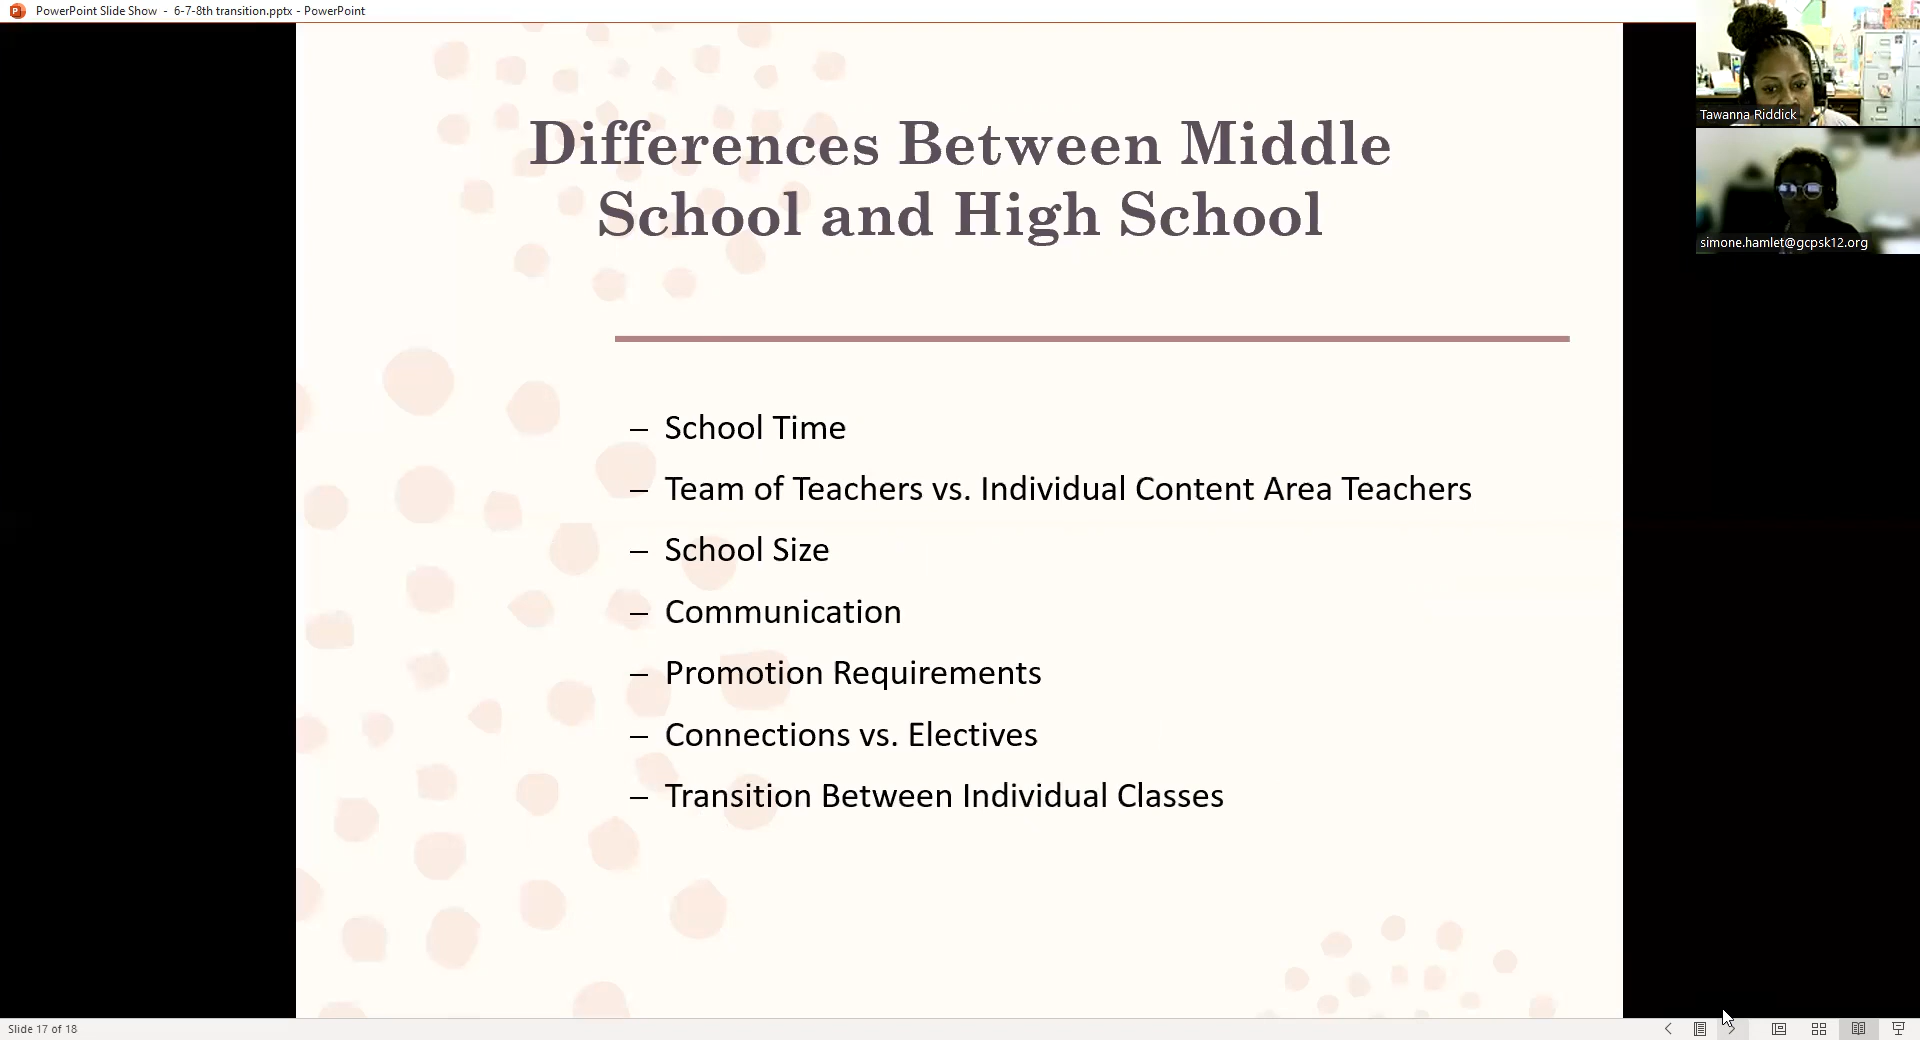 PowerPoint Slide Show - 6-7-8th transition.pptx - PowerPoint
Tawanna Riddick
simone.hamlet@gcpsk12.org
Differences Between Middle
School and High School
– School Time
– Team of Teachers vs. Individual Content Area Teachers
– School Size
– Communication
– Promotion Requirements
– Connections vs. Electives
– Transition Between Individual Classes
Slide 17 of 18